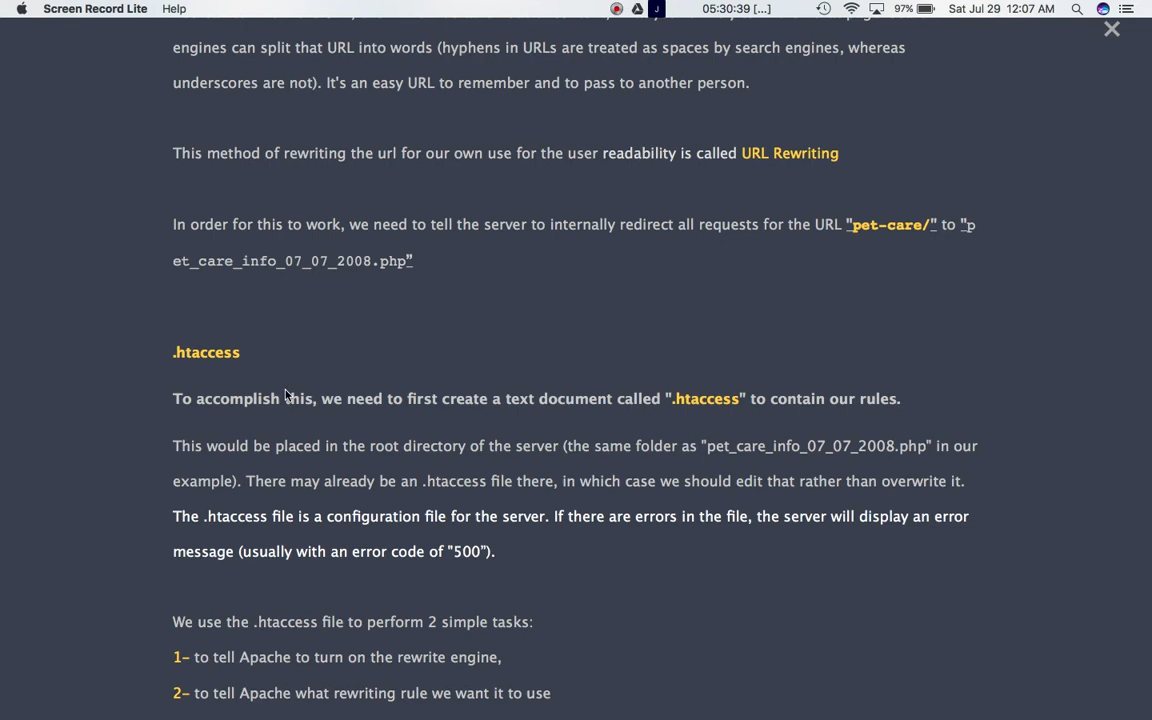 Screen Record Lite Help J 05:30:39 [...] 97% Sat Jul 29 12:07 AM
engines can split that URL into words (hyphens in URLs are treated as spaces by search engines, whereas
underscores are not). It's an easy URL to remember and to pass to another person.
This method of rewriting the url for our own use for the user readability is called URL Rewriting
In order for this to work, we need to tell the server to internally redirect all requests for the URL "pet-care/" to "p
et_care_info_07_07_2008.php”
.htaccess
To accomplish this, we need to first create a text document called ".htaccess" to contain our rules.
This would be placed in the root directory of the server (the same folder as "pet_care_info_07_07_2008.php" in our
example). There may already be an .htaccess file there, in which case we should edit that rather than overwrite it.
The .htaccess file is a configuration file for the server. If there are errors in the file, the server will display an error
message (usually with an error code of "500”).
We use the .htaccess file to perform 2 simple tasks:
1- to tell Apache to turn on the rewrite engine,
2- to tell Apache what rewriting rule we want it to use